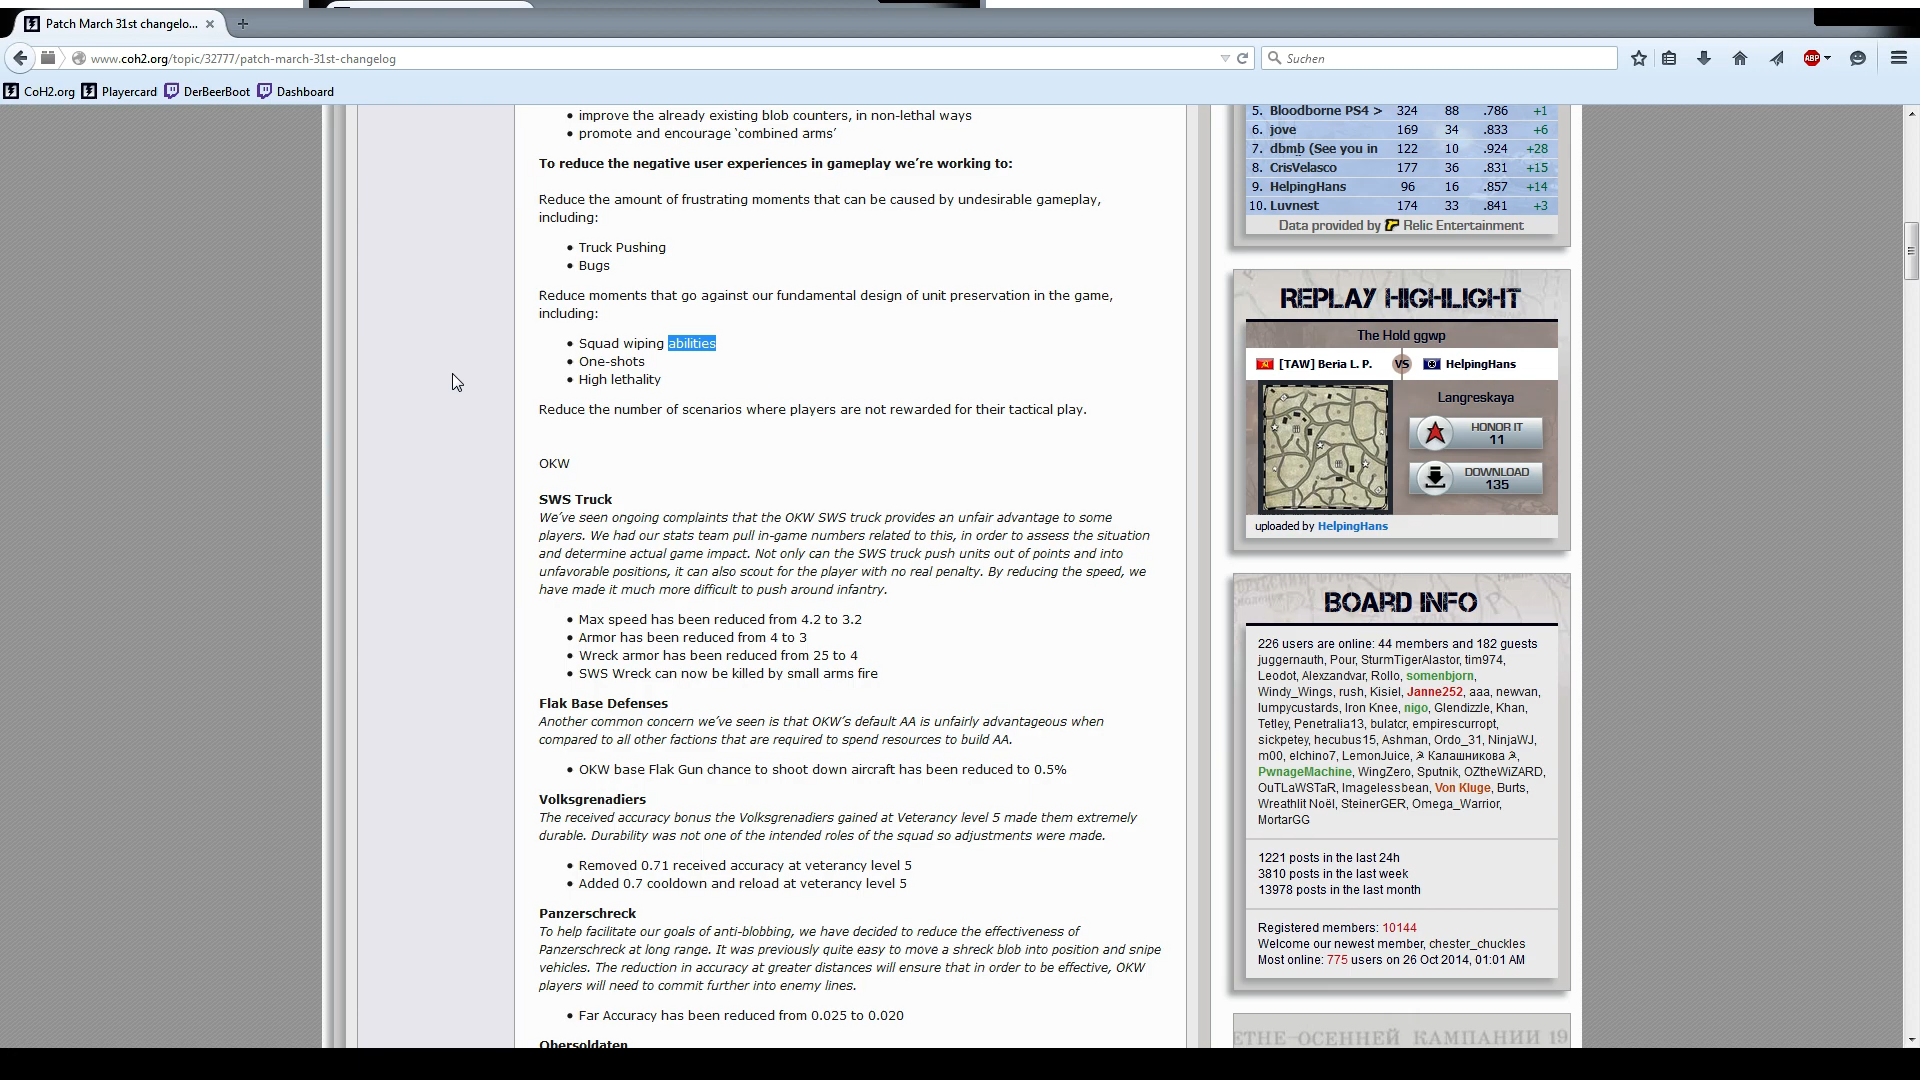 Patch March 31st changelo...
www.coh2.org/topic/32777/patch-march-31st-changelog
Suchen
ABP
CoH2.org
Playercard
DerBeerBoot
Dashboard
improve the already existing blob counters, in non-lethal ways
promote and encourage ‘combined arms’
To reduce the negative user experiences in gameplay we’re working to:
Reduce the amount of frustrating moments that can be caused by undesirable gameplay,
including:
Truck Pushing
Bugs
Reduce moments that go against our fundamental design of unit preservation in the game,
including:
Squad wiping abilities
One-shots
High lethality
Reduce the number of scenarios where players are not rewarded for their tactical play.
OKW
SWS Truck
We’ve seen ongoing complaints that the OKW SWS truck provides an unfair advantage to some
players. We had our stats team pull in-game numbers related to this, in order to assess the situation
and determine actual game impact. Not only can the SWS truck push units out of points and into
unfavorable positions, it can also scout for the player with no real penalty. By reducing the speed, we
have made it much more difficult to push around infantry.
Max speed has been reduced from 4.2 to 3.2
Armor has been reduced from 4 to 3
Wreck armor has been reduced from 25 to 4
SWS Wreck can now be killed by small arms fire
Flak Base Defenses
Another common concern we’ve seen is that OKW’s default AA is unfairly advantageous when
compared to all other factions that are required to spend resources to build AA.
OKW base Flak Gun chance to shoot down aircraft has been reduced to 0.5%
Volksgrenadiers
The received accuracy bonus the Volksgrenadiers gained at Veterancy level 5 made them extremely
durable. Durability was not one of the intended roles of the squad so adjustments were made.
Removed 0.71 received accuracy at veterancy level 5
Added 0.7 cooldown and reload at veterancy level 5
Panzerschreck
To help facilitate our goals of anti-blobbing, we have decided to reduce the effectiveness of
Panzerschreck at long range. It was previously quite easy to move a shreck blob into position and snipe
vehicles. The reduction in accuracy at greater distances will ensure that in order to be effective, OKW
players will need to commit further into enemy lines.
Far Accuracy has been reduced from 0.025 to 0.020
Obersoldaten
5. Bloodborne PS4 > 324 88 .786 +1
6. jove 169 34 .833 +6
7. dbmb (See you in 122 10 .924 +28
8. CrisVelasco 177 36 .831 +15
9. HelpingHans 96 16 .857 +14
10. Luvnest 174 33 .841 +3
Data provided by Relic Entertainment
REPLAY HIGHLIGHT
The Hold ggwp
[TAW] Beria L. P. VS HelpingHans
Langreskaya
HONOR IT
11
DOWNLOAD
135
uploaded by HelpingHans
BOARD INFO
226 users are online: 44 members and 182 guests
juggernauth, Pour, SturmTigerAlastor, tim974,
Leodot, Alexzandvar, Rollo, somenbjorn,
Windy_Wings, rush, Kisiel, Janne252, aaa, newvan,
lumpycustards, Iron Knee, nigo, Glendizzle, Khan,
Tetley, Penetralia13, bulatcr, empirescurropt,
sickpetey, hecubus15, Ashman, Ordo_31, NinjaWJ,
m00, elchino7, LemonJuice, ☭ Калашникова ☭,
PwnageMachine, WingZero, Sputnik, OZtheWiZARD,
OuTLaWSTaR, Imagelessbean, Von Kluge, Burts,
Wreathlit Noël, SteinerGER, Omega_Warrior,
MortarGG
1221 posts in the last 24h
3810 posts in the last week
13978 posts in the last month
Registered members: 10144
Welcome our newest member, chester_chuckles
Most online: 775 users on 26 Oct 2014, 01:01 AM
ЕТНЕ-ОСЕННЕЙ КАМПАНИИ 19